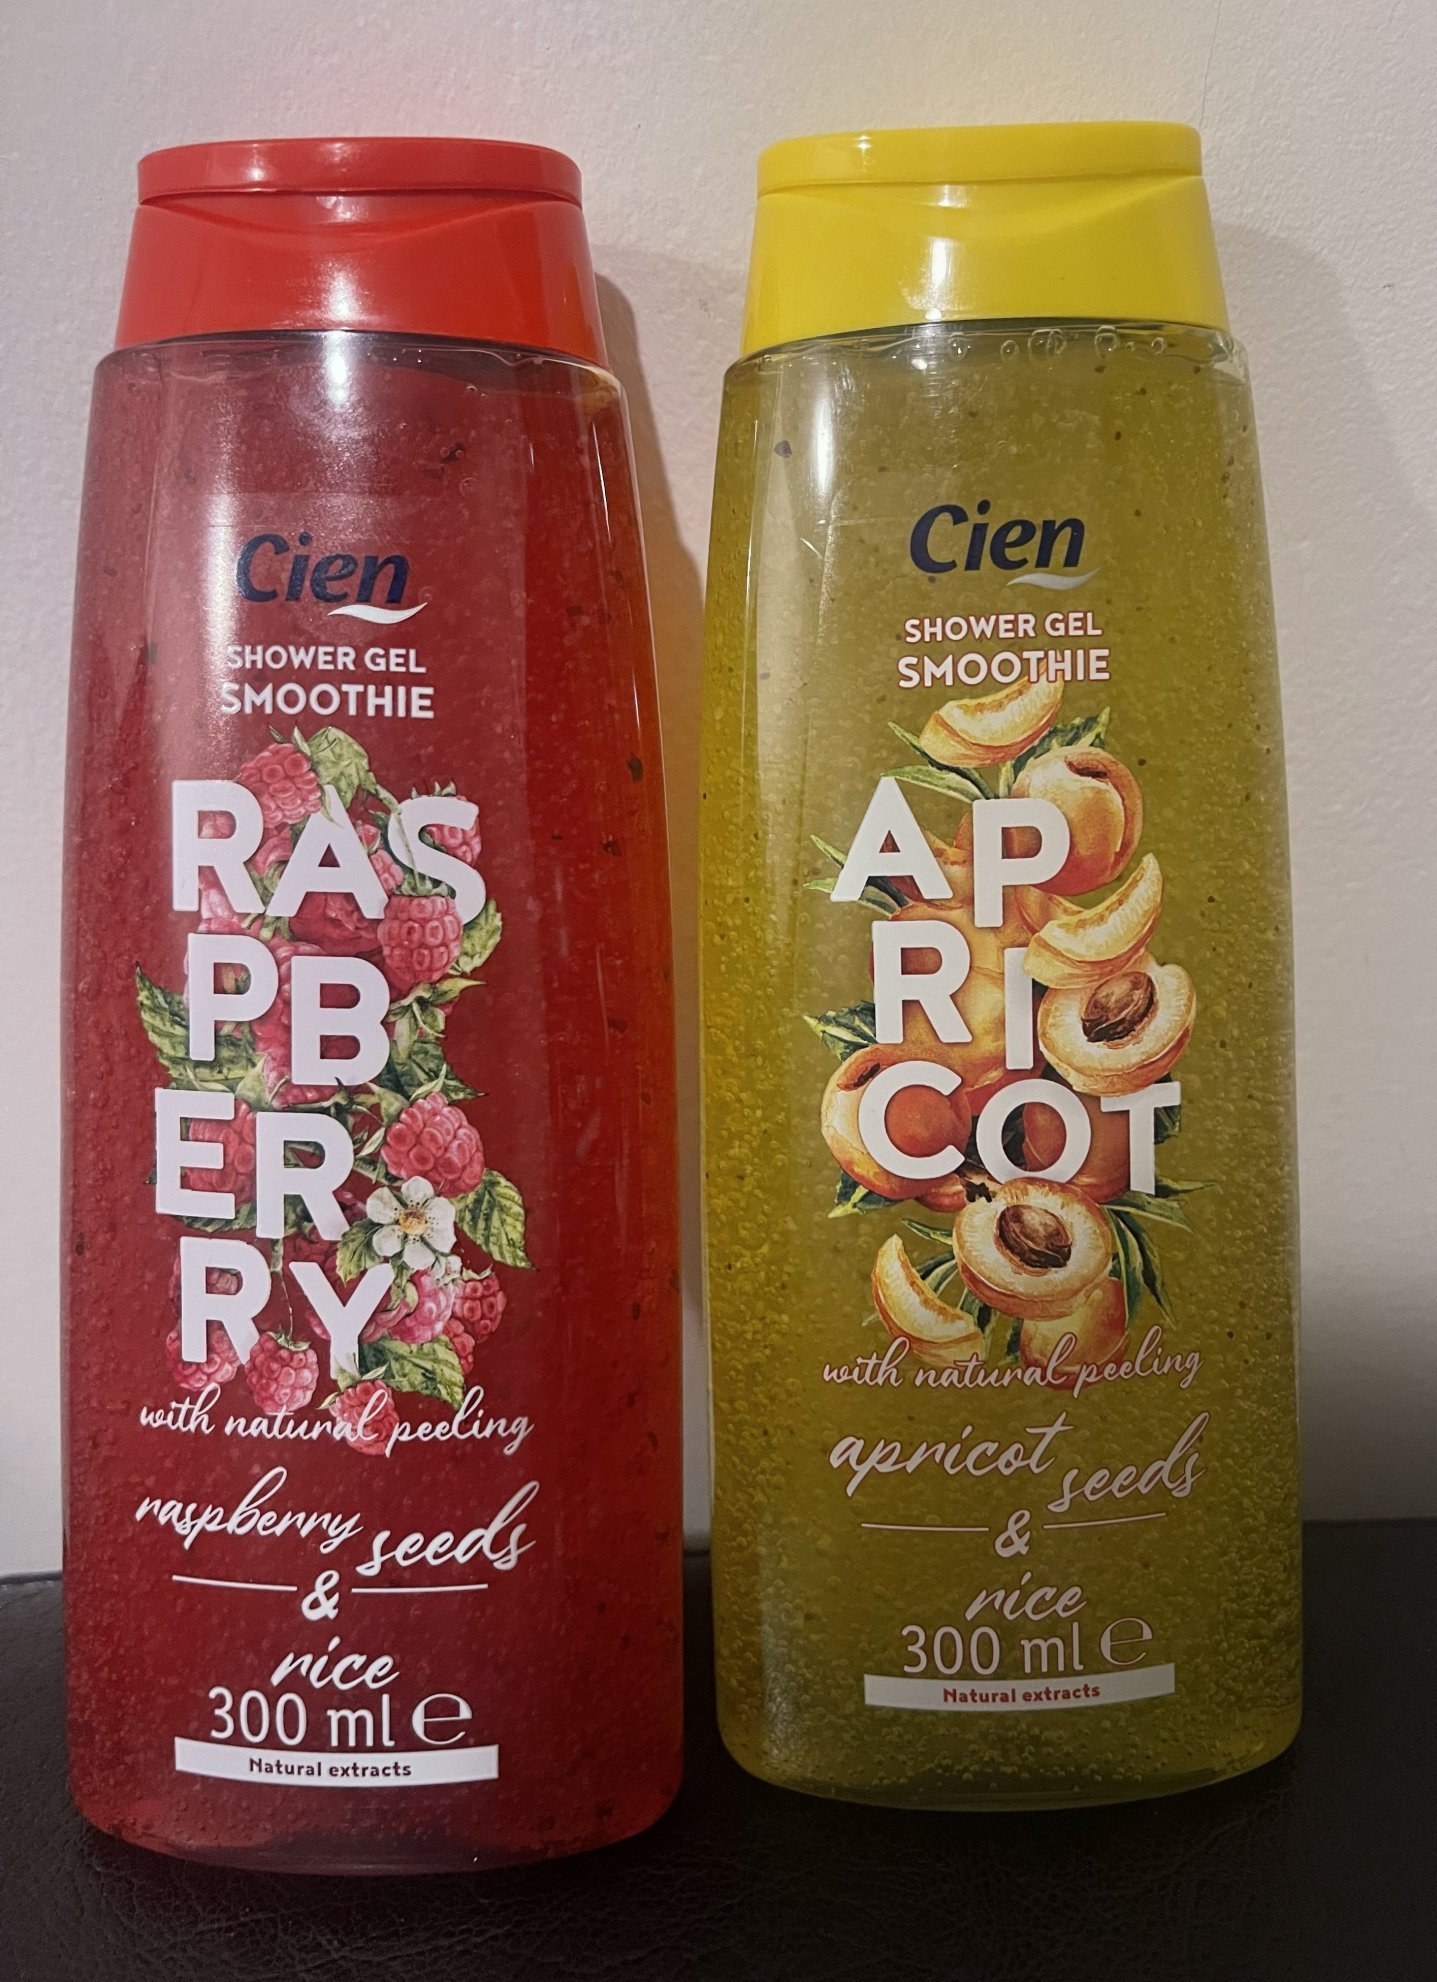 Cien
SHOWER GEL
SMOOTHIE
RAS
PB
ER
RY
with natural peeling
raspberry seeds
&
rice
300 ml ℮
Natural extracts
Cien
SHOWER GEL
SMOOTHIE
AP
RI
COT
with natural peeling
apricot seeds
&
rice
300 ml ℮
Natural extracts